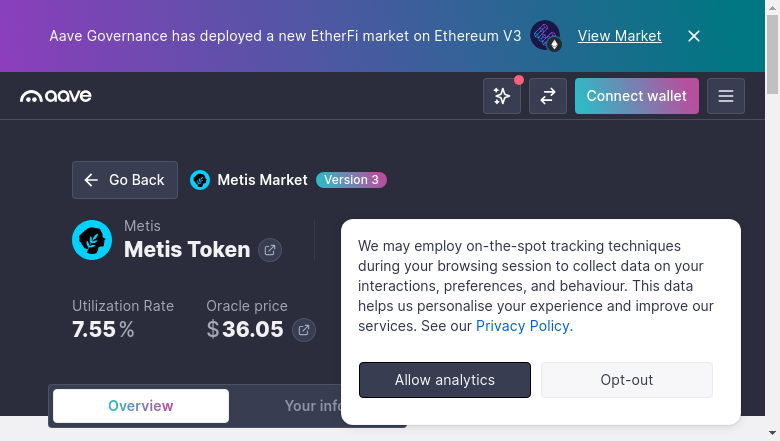 Aave Governance has deployed a new EtherFi market on Ethereum V3 View Market
aave
Connect wallet
Go Back
Metis Market
Version 3
Metis
Metis Token
Utilization Rate
7.55%
Oracle price
$36.05
We may employ on-the-spot tracking techniques
during your browsing session to collect data on your
interactions, preferences, and behaviour. This data
helps us personalise your experience and improve our
services. See our Privacy Policy.
Allow analytics
Opt-out
Overview
Your info